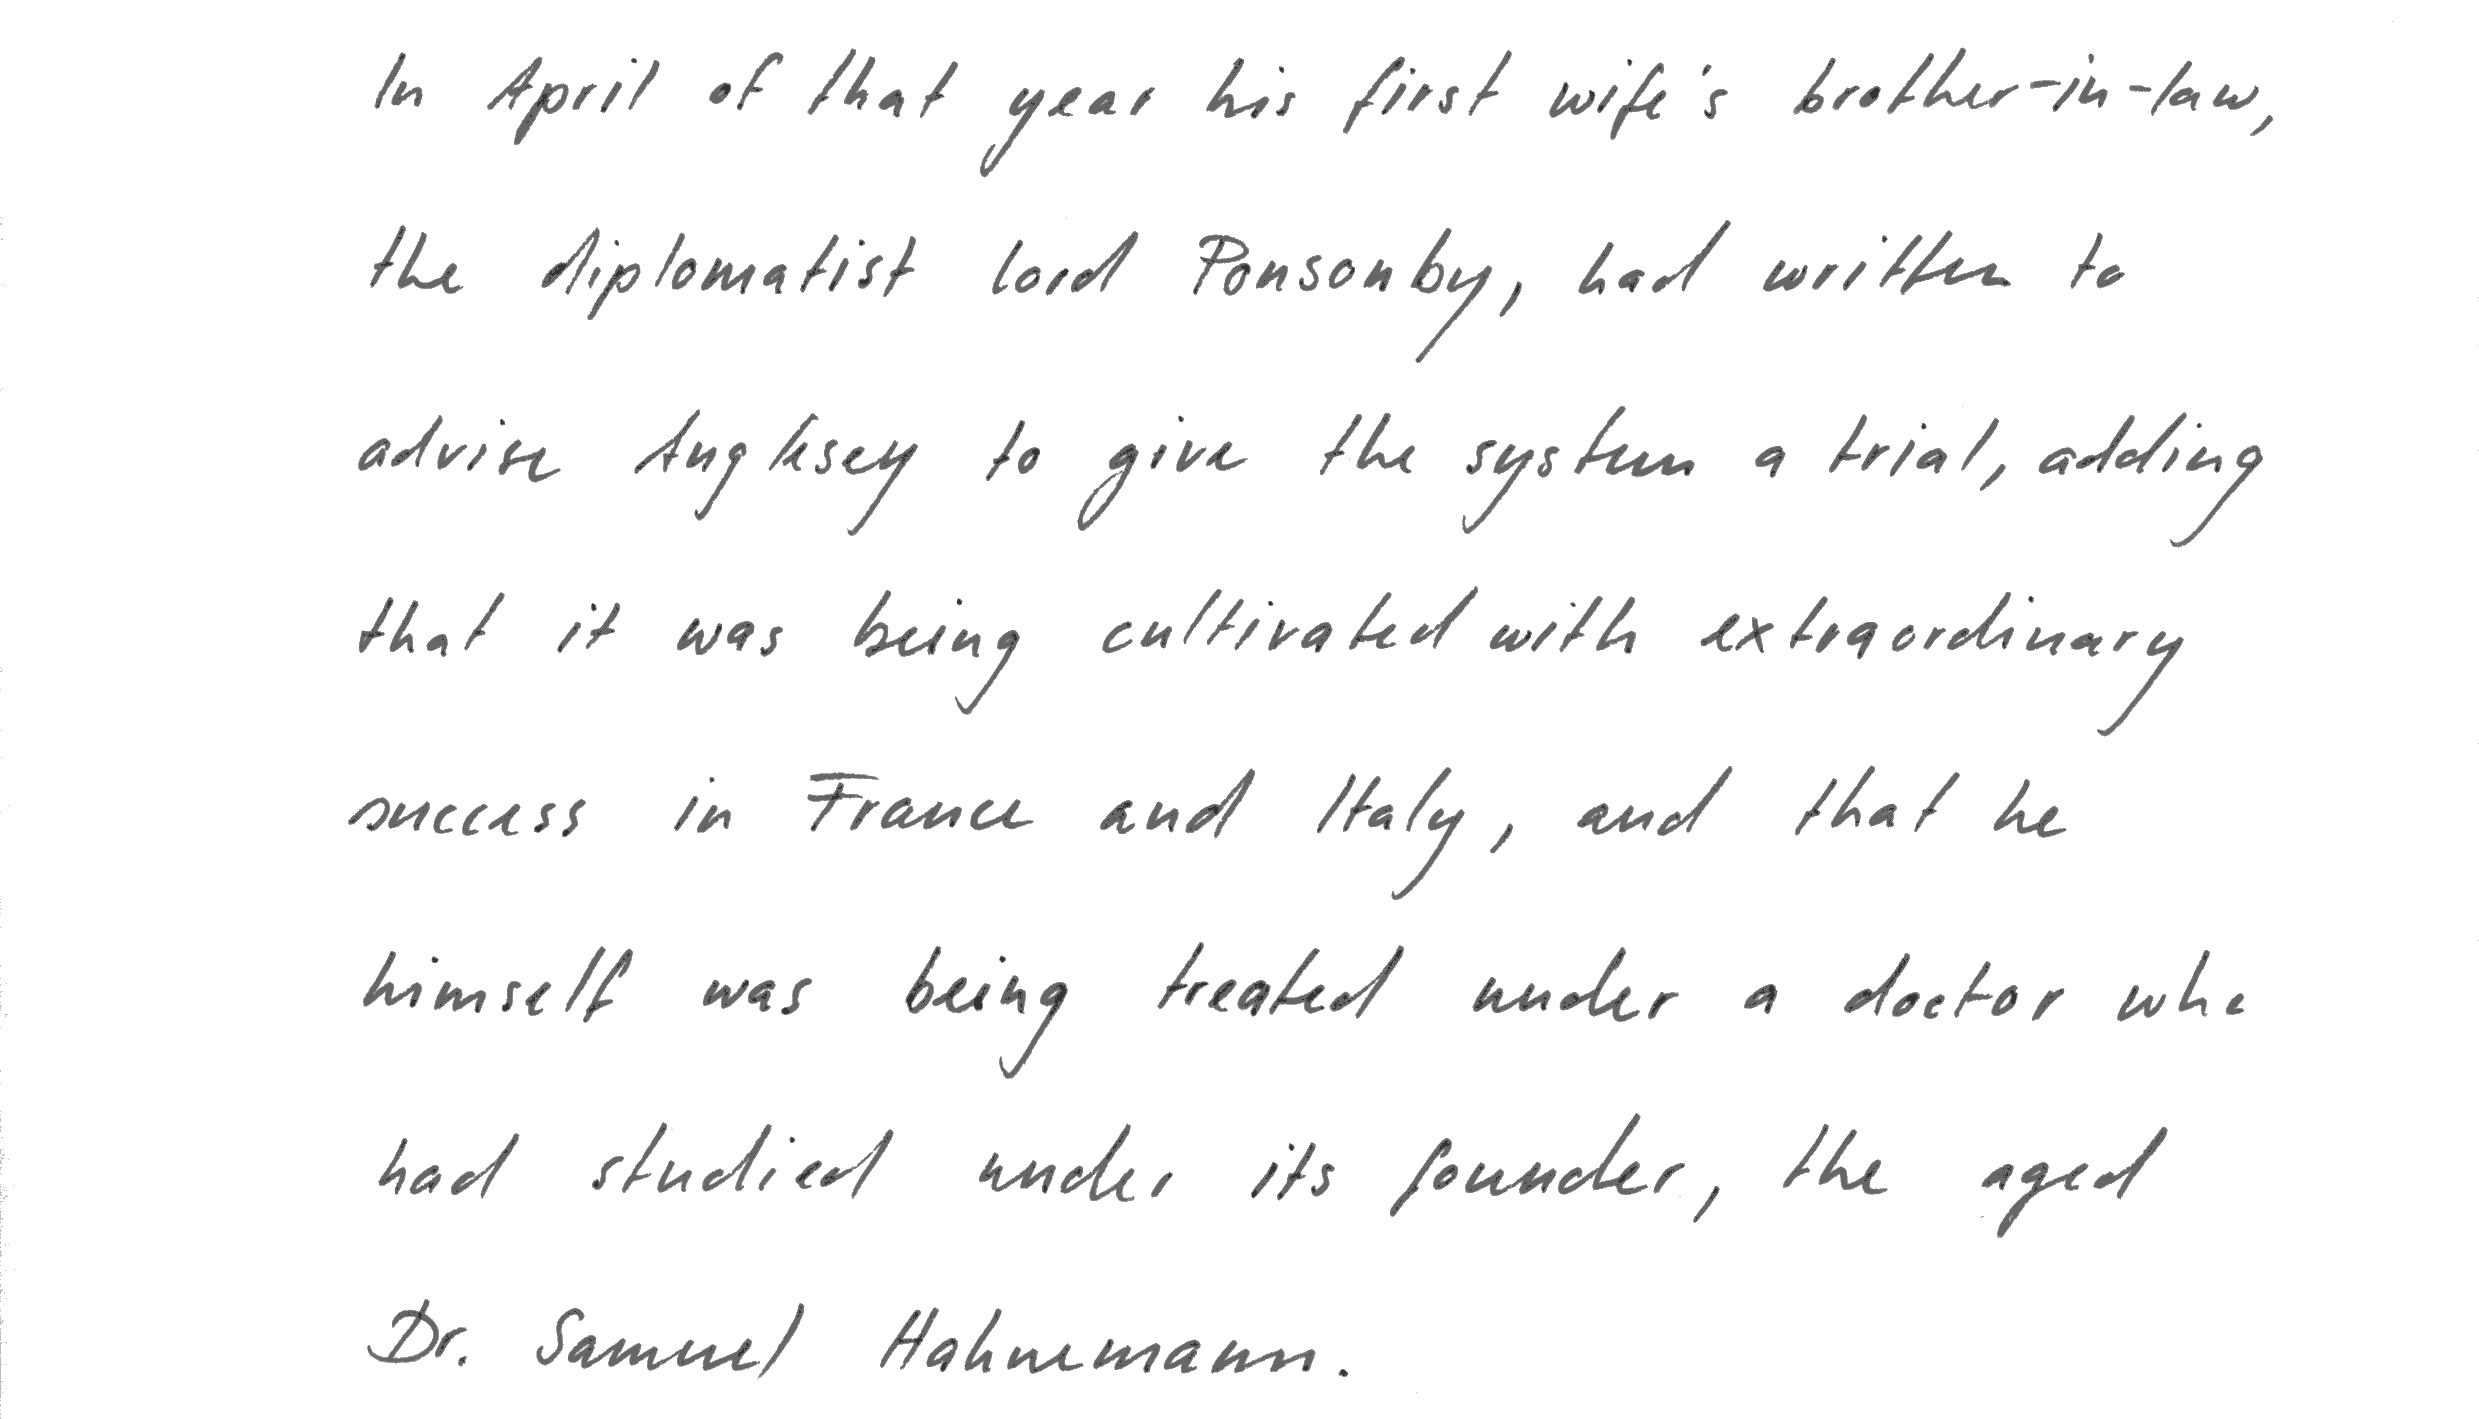 In April of that year his first wife's brother-in-law,
the diplomatist lord Ponsonby, had written to
advise Anglesey to give the system a trial, adding
that it was being cultivated with extraordinary
success in France and Italy, and that he
himself was being treated under a doctor who
had studied under its founder, the aged
Dr. Samuel Hahnemann.